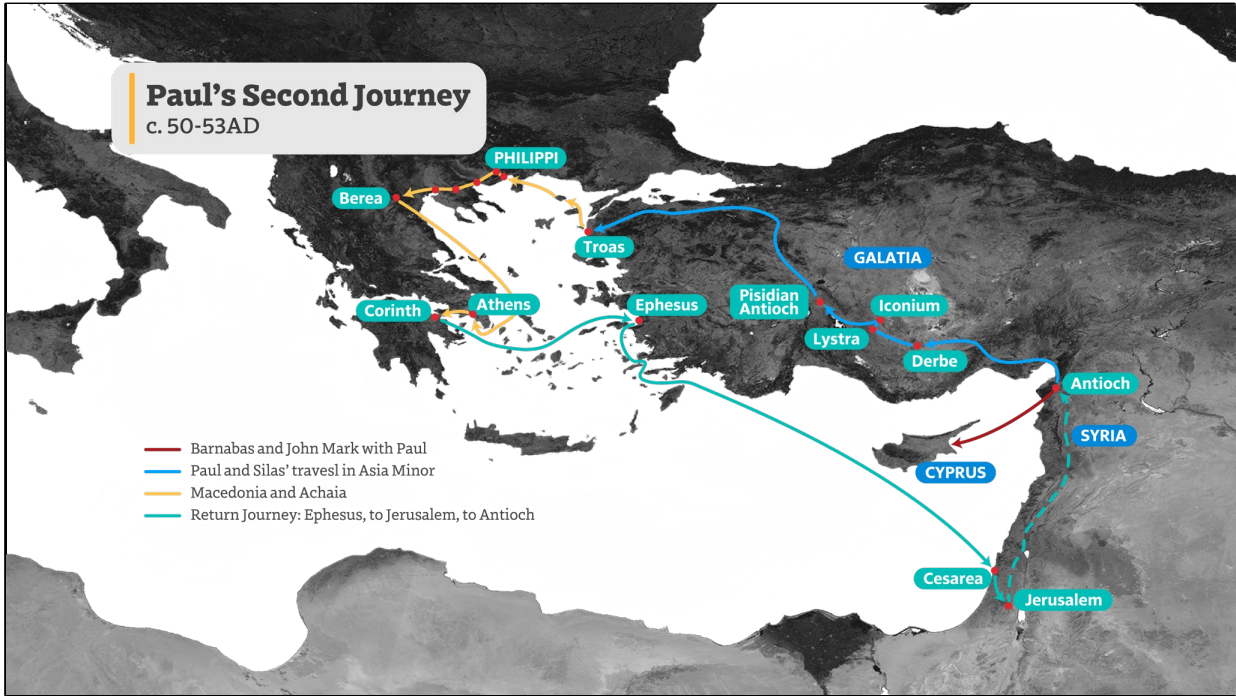 Paul's Second Journey
c. 50-53AD
PHILIPPI
Berea
Troas
GALATIA
Corinth
Athens
Ephesus
Pisidian
Antioch
Iconium
Lystra
Derbe
Antioch
SYRIA
CYPRUS
Barnabas and John Mark with Paul
Paul and Silas' travesl in Asia Minor
Macedonia and Achaia
Return Journey: Ephesus, to Jerusalem, to Antioch
Cesarea
Jerusalem